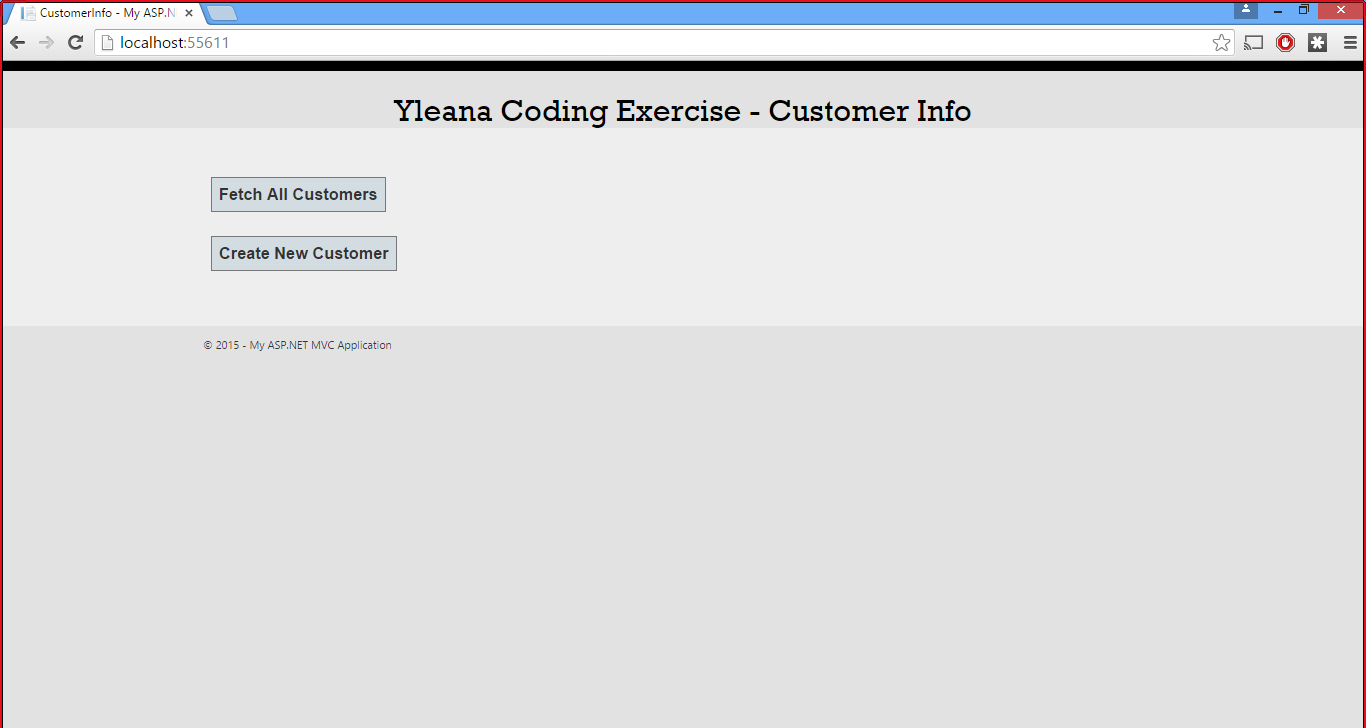 CustomerInfo - My ASP.N
localhost:55611
Yleana Coding Exercise - Customer Info
Fetch All Customers
Create New Customer
© 2015 - My ASP.NET MVC Application